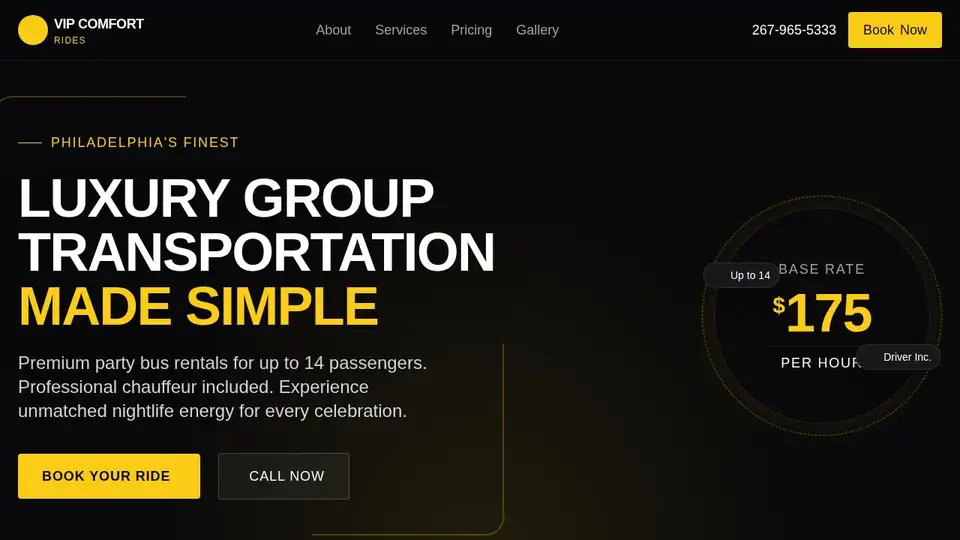 VIP COMFORT
RIDES
About
Services
Pricing
Gallery
267-965-5333
Book Now
PHILADELPHIA'S FINEST
LUXURY GROUP
TRANSPORTATION
MADE SIMPLE
Premium party bus rentals for up to 14 passengers.
Professional chauffeur included. Experience
unmatched nightlife energy for every celebration.
BOOK YOUR RIDE
CALL NOW
BASE RATE
Up to 14
$175
PER HOUR
Driver Inc.